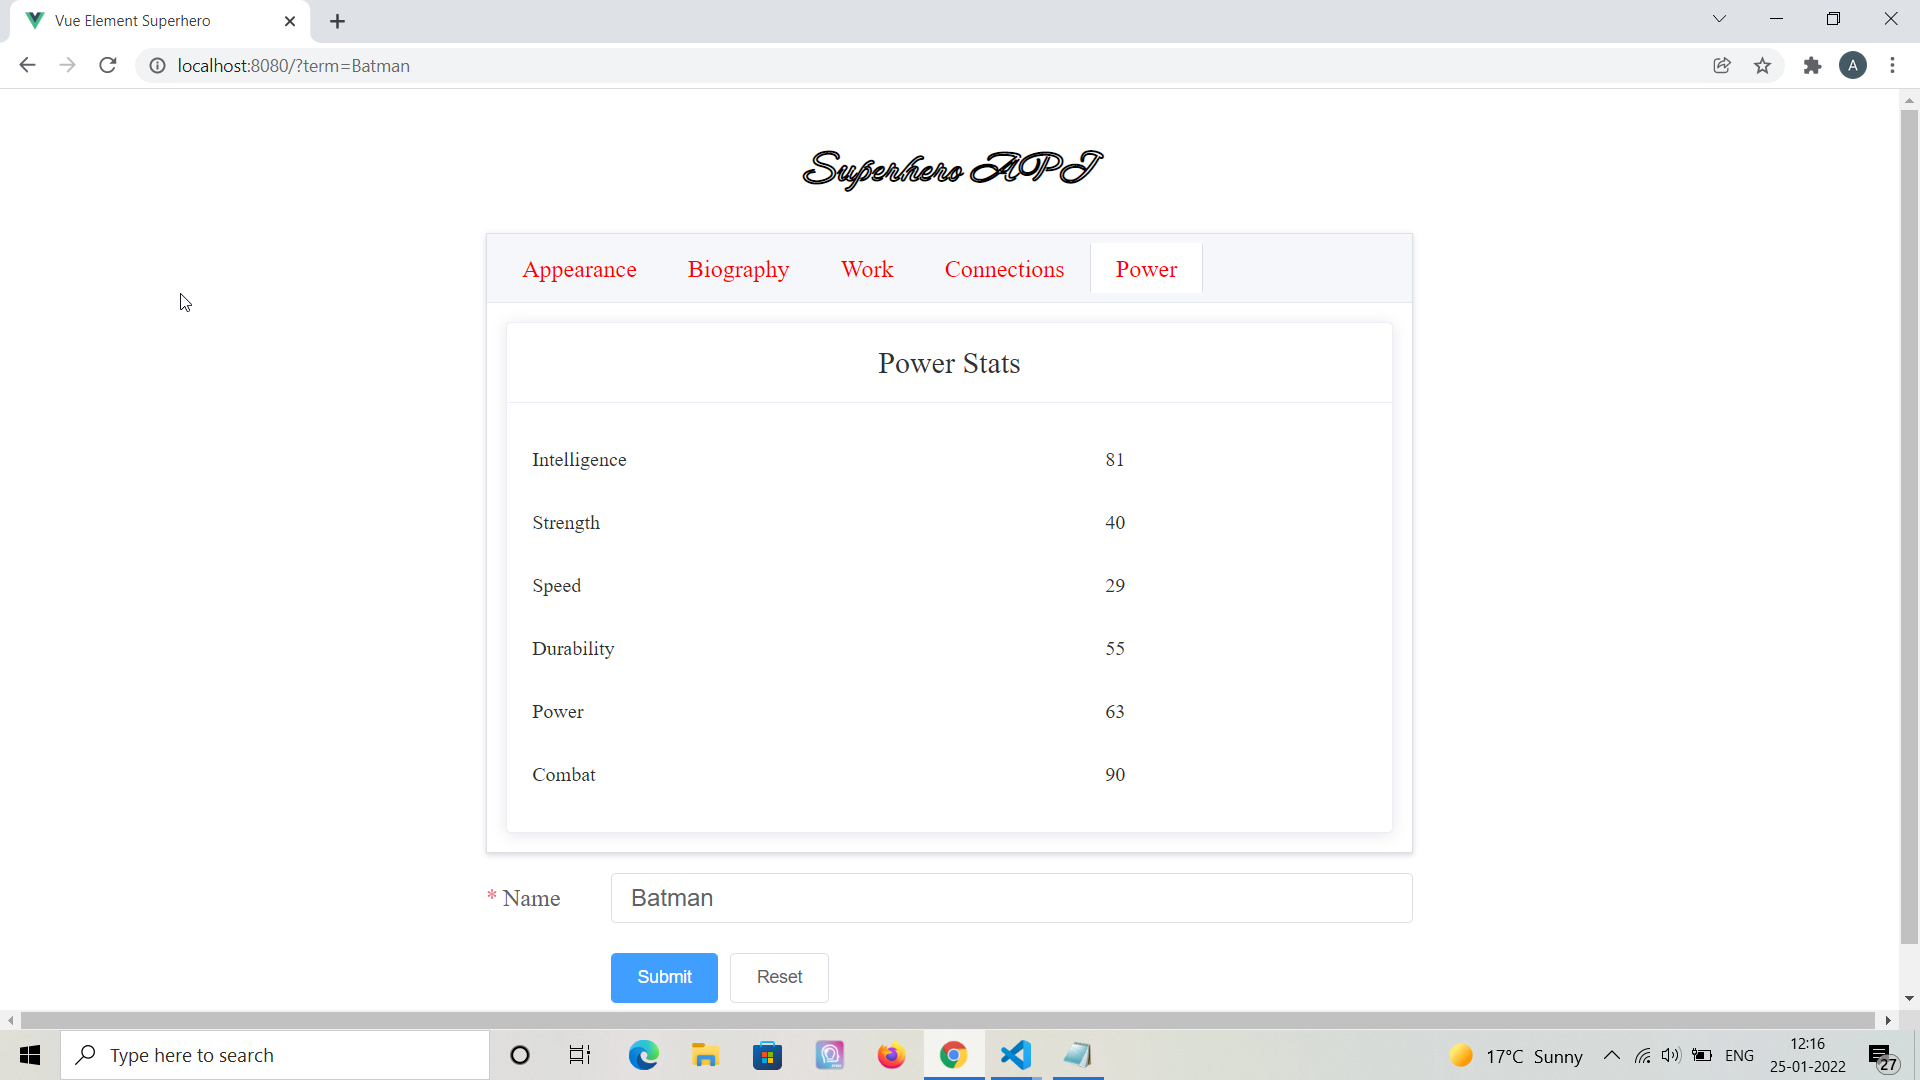 Vue Element Superhero
localhost:8080/?term=Batman
A
Superhero API
Appearance Biography Work Connections Power
Power Stats
Intelligence 81
Strength 40
Speed 29
Durability 55
Power 63
Combat 90
* Name Batman
Submit Reset
Type here to search
17°C Sunny
ENG
12:16
25-01-2022
27